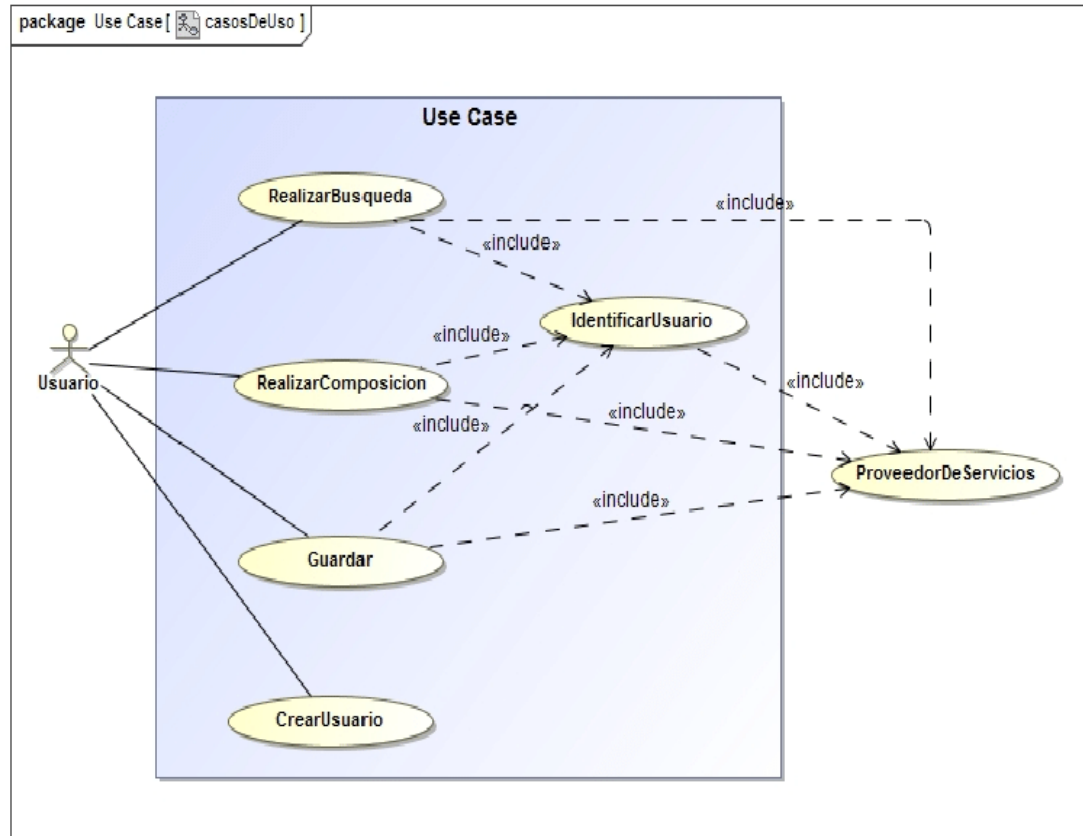 package Use Case [ casosDeUso ]
Use Case
RealizarBusqueda
«include»
«include»
IdentificarUsuario
«include»
Usuario
RealizarComposicion
«include»
«include»
«include»
ProveedorDeServicios
«include»
Guardar
CrearUsuario